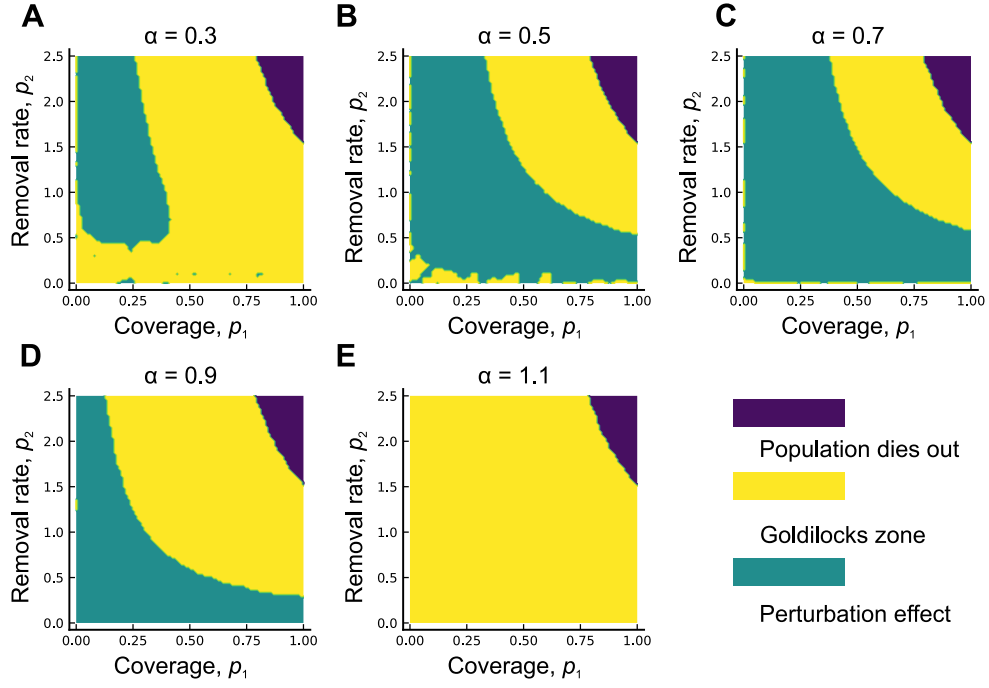 A
α = 0.3
Removal rate, p2
2.5
2.0
1.5
1.0
0.5
0.0
0.00 0.25 0.50 0.75 1.00
Coverage, p1
B
α = 0.5
Removal rate, p2
2.5
2.0
1.5
1.0
0.5
0.0
0.00 0.25 0.50 0.75 1.00
Coverage, p1
C
α = 0.7
Removal rate, p2
2.5
2.0
1.5
1.0
0.5
0.0
0.00 0.25 0.50 0.75 1.00
Coverage, p1
D
α = 0.9
Removal rate, p2
2.5
2.0
1.5
1.0
0.5
0.0
0.00 0.25 0.50 0.75 1.00
Coverage, p1
E
α = 1.1
Removal rate, p2
2.5
2.0
1.5
1.0
0.5
0.0
0.00 0.25 0.50 0.75 1.00
Coverage, p1
Population dies out
Goldilocks zone
Perturbation effect